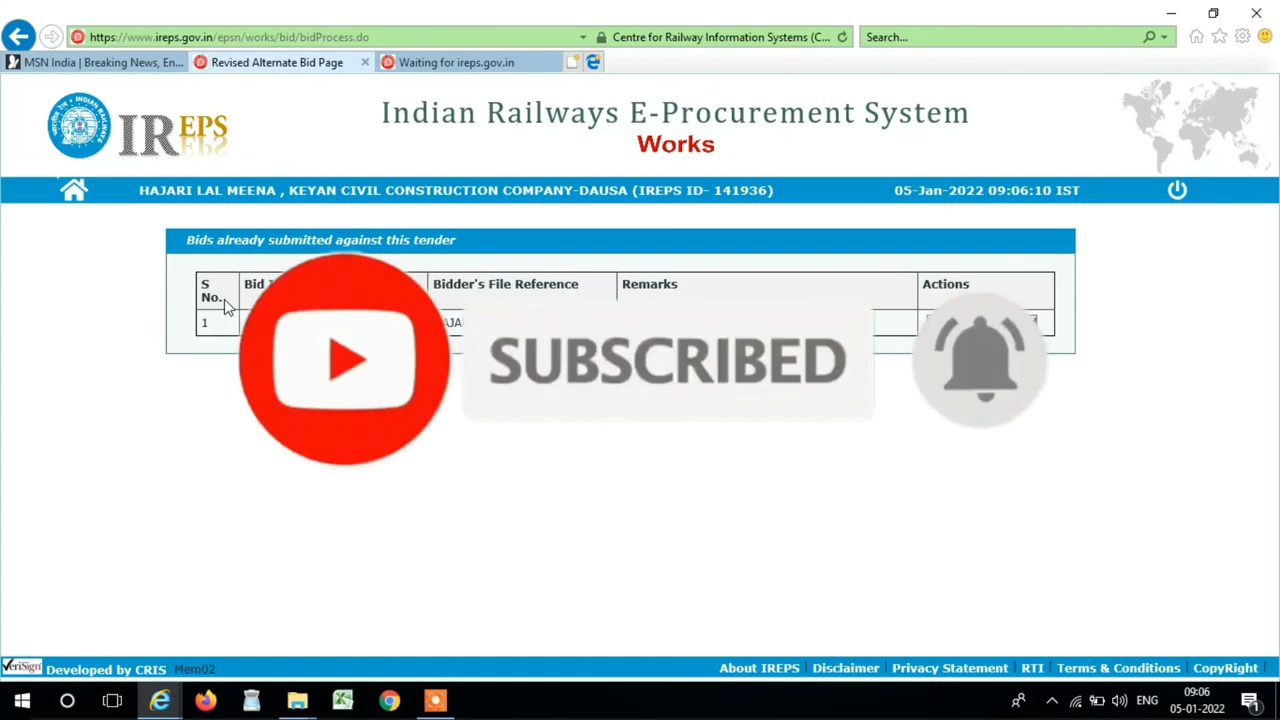 https://www.ireps.gov.in/epsn/works/bid/bidProcess.do
Centre for Railway Information Systems (C...
Search...
MSN India | Breaking News, En...
Revised Alternate Bid Page
Waiting for ireps.gov.in
IREPS
Indian Railways E-Procurement System
Works
HAJARI LAL MEENA , KEYAN CIVIL CONSTRUCTION COMPANY-DAUSA (IREPS ID- 141936)
05-Jan-2022 09:06:10 IST
Bids already submitted against this tender
S No.
Bid
Bidder's File Reference
Remarks
Actions
1
SUBSCRIBED
VeriSign
Developed by CRIS
Mem02
About IREPS
Disclaimer
Privacy Statement
RTI
Terms & Conditions
CopyRight
ENG
09:06
05-01-2022
1